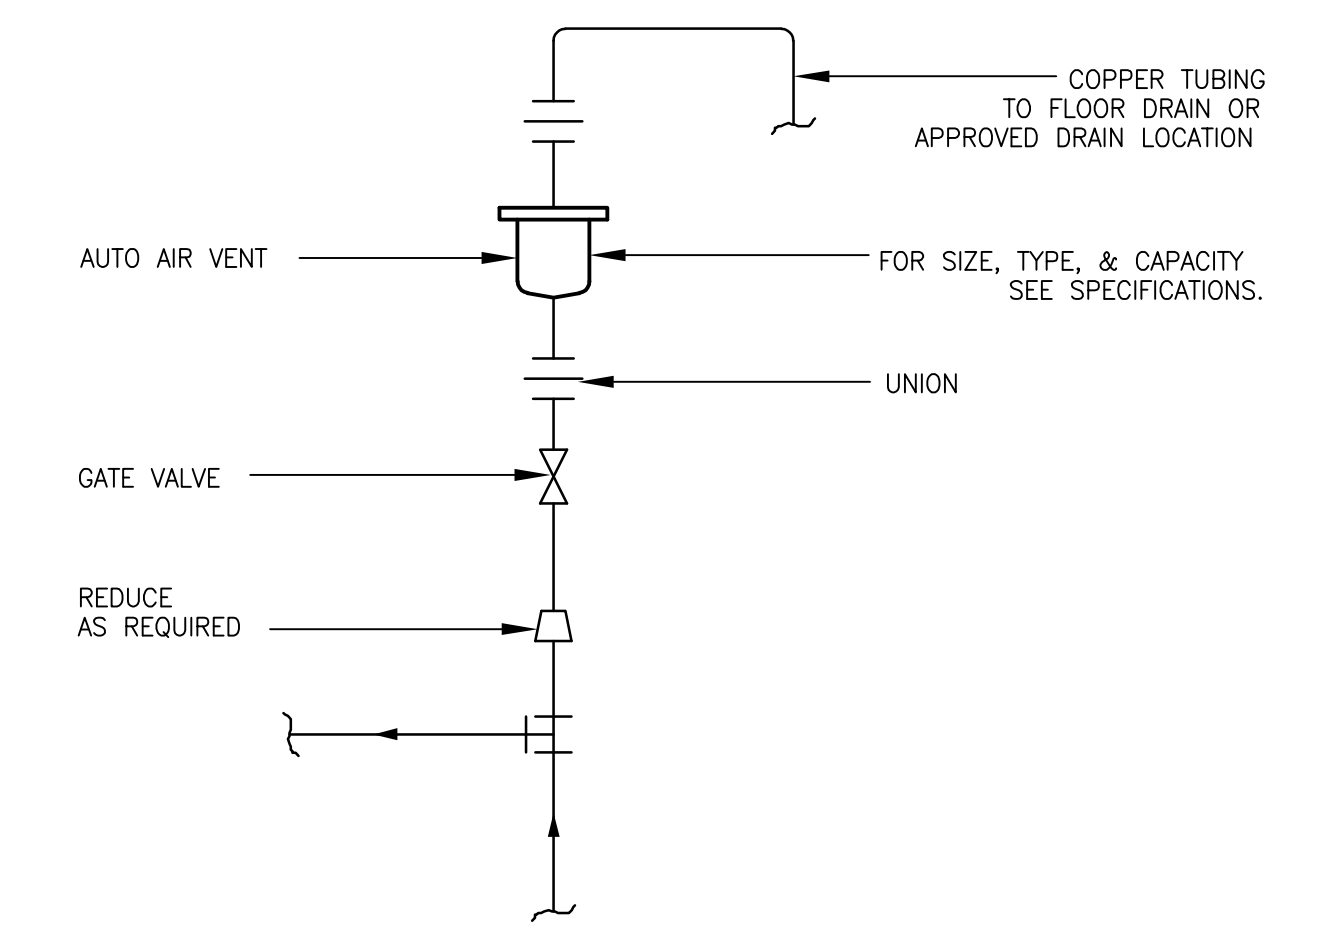 COPPER TUBING
TO FLOOR DRAIN OR
APPROVED DRAIN LOCATION
AUTO AIR VENT
FOR SIZE, TYPE, & CAPACITY
SEE SPECIFICATIONS.
UNION
GATE VALVE
REDUCE
AS REQUIRED